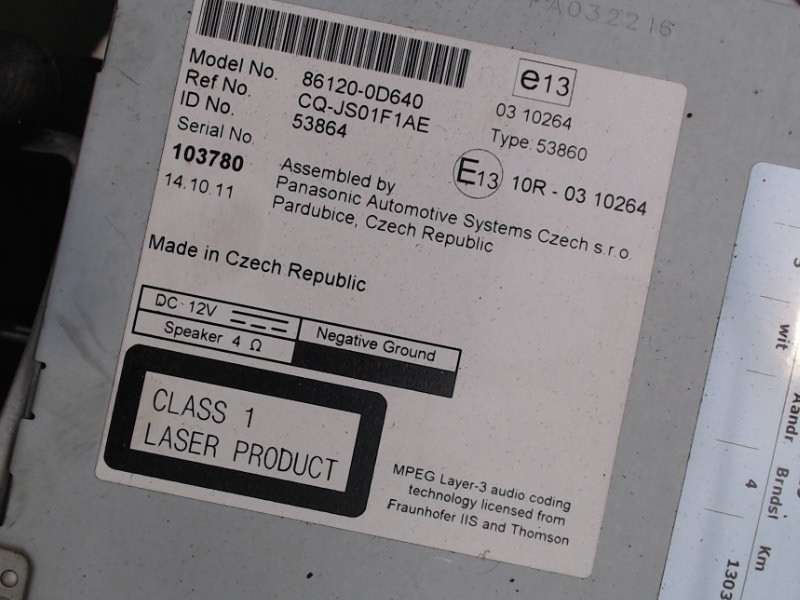 FA032216
Model No. 86120-0D640
Ref No. CQ-JS01F1AE
ID No. 53864
Serial No.
103780
14.10.11
e13
03 10264
Type: 53860
E13 10R - 03 10264
Assembled by
Panasonic Automotive Systems Czech s.r.o.
Pardubice, Czech Republic
Made in Czech Republic
DC 12V
Speaker 4 Ω
Negative Ground
CLASS 1
LASER PRODUCT
MPEG Layer-3 audio coding
technology licensed from
Fraunhofer IIS and Thomson
wit
Aandr.
4
Brndsl
Km